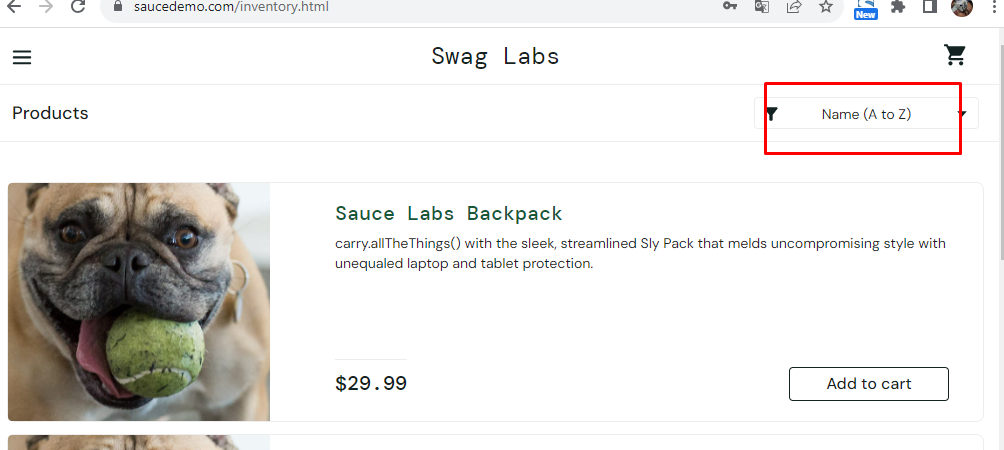 saucedemo.com/inventory.html
New
Swag Labs
Products
Name (A to Z)
Sauce Labs Backpack
carry.allTheThings() with the sleek, streamlined Sly Pack that melds uncompromising style with
unequaled laptop and tablet protection.
$29.99
Add to cart